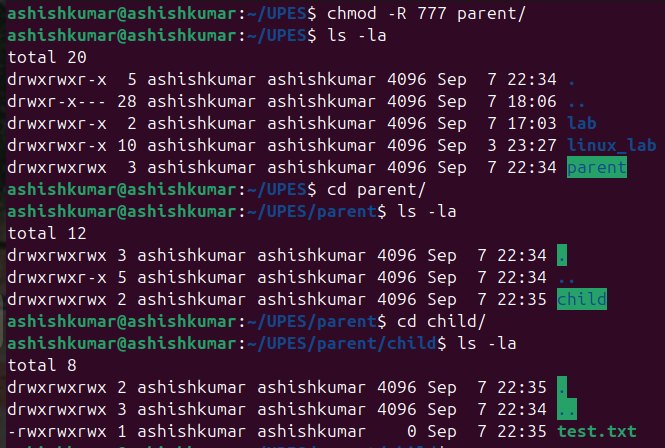 ashishkumar@ashishkumar:~/UPES$ chmod -R 777 parent/
ashishkumar@ashishkumar:~/UPES$ ls -la
total 20
drwxrwxr-x  5 ashishkumar ashishkumar 4096 Sep  7 22:34 .
drwxr-x--- 28 ashishkumar ashishkumar 4096 Sep  7 18:06 ..
drwxrwxr-x  2 ashishkumar ashishkumar 4096 Sep  7 17:03 lab
drwxrwxr-x 10 ashishkumar ashishkumar 4096 Sep  3 23:27 linux_lab
drwxrwxrwx  3 ashishkumar ashishkumar 4096 Sep  7 22:34 parent
ashishkumar@ashishkumar:~/UPES$ cd parent/
ashishkumar@ashishkumar:~/UPES/parent$ ls -la
total 12
drwxrwxrwx 3 ashishkumar ashishkumar 4096 Sep  7 22:34 .
drwxrwxr-x 5 ashishkumar ashishkumar 4096 Sep  7 22:34 ..
drwxrwxrwx 2 ashishkumar ashishkumar 4096 Sep  7 22:35 child
ashishkumar@ashishkumar:~/UPES/parent$ cd child/
ashishkumar@ashishkumar:~/UPES/parent/child$ ls -la
total 8
drwxrwxrwx 2 ashishkumar ashishkumar 4096 Sep  7 22:35 .
drwxrwxrwx 3 ashishkumar ashishkumar 4096 Sep  7 22:34 ..
-rwxrwxrwx 1 ashishkumar ashishkumar    0 Sep  7 22:35 test.txt